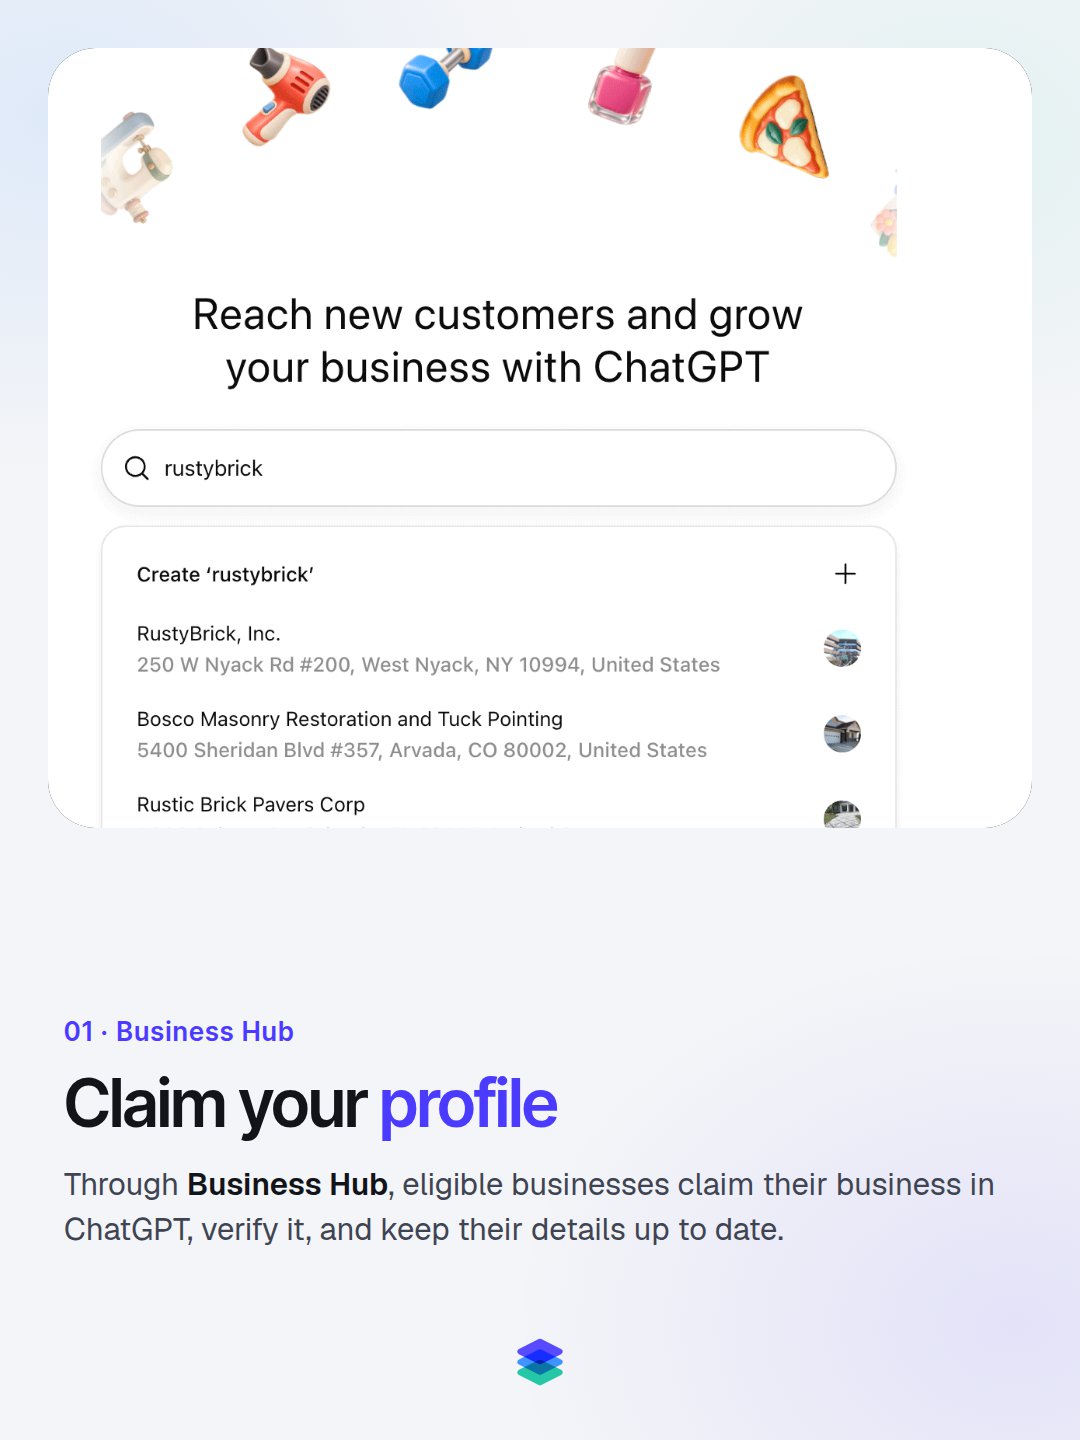 Reach new customers and grow
your business with ChatGPT
rustybrick
Create ‘rustybrick’
RustyBrick, Inc.
250 W Nyack Rd #200, West Nyack, NY 10994, United States
Bosco Masonry Restoration and Tuck Pointing
5400 Sheridan Blvd #357, Arvada, CO 80002, United States
Rustic Brick Pavers Corp
01 · Business Hub
Claim your profile
Through Business Hub, eligible businesses claim their business in
ChatGPT, verify it, and keep their details up to date.